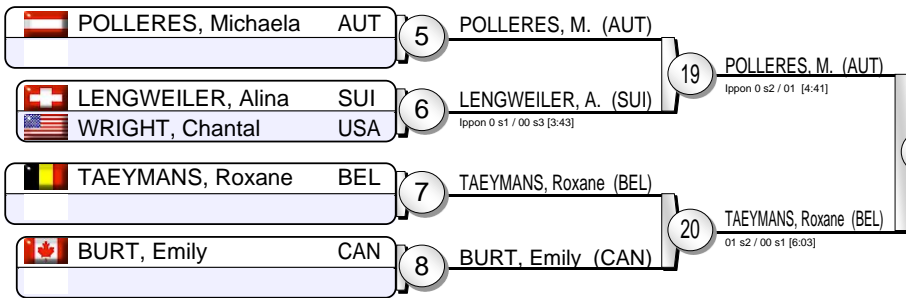 POLLERES, Michaela AUT
5
POLLERES, M. (AUT)
LENGWEILER, Alina SUI
WRIGHT, Chantal USA
6
LENGWEILER, A. (SUI)
Ippon 0 s1 / 00 s3 [3:43]
19
POLLERES, M. (AUT)
Ippon 0 s2 / 01 [4:41]
TAEYMANS, Roxane BEL
7
TAEYMANS, Roxane (BEL)
BURT, Emily CAN
8
BURT, Emily (CAN)
20
TAEYMANS, Roxane (BEL)
01 s2 / 00 s1 [6:03]